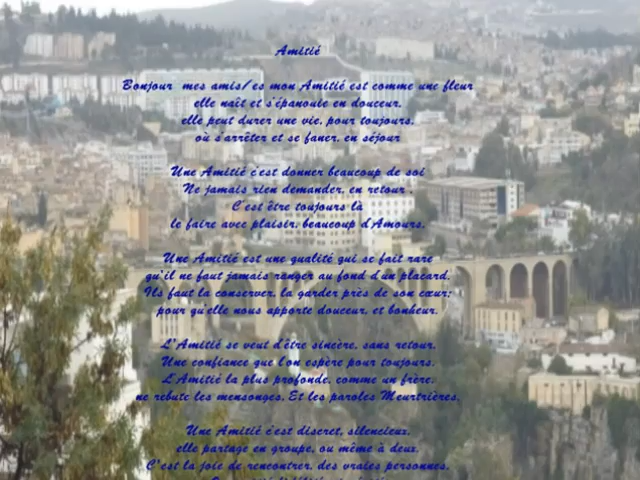 Amitié
Bonjour mes amis/es mon Amitié est comme une fleur
elle naît et s'épanouie en douceur.
elle peut durer une vie, pour toujours.
où s'arrêter et se faner, en séjour
Une Amitié c'est donner beaucoup de soi
Ne jamais rien demander, en retour .
C'est être toujours là
le faire avec plaisir, beaucoup d'Amours.
Une Amitié est une qualité qui se fait rare
qu'il ne faut jamais ranger au fond d'un placard.
Ils faut la conserver, la garder près de son cœur;
pour qu'elle nous apporte douceur, et bonheur.
L'Amitié se veut d'être sincère, sans retour.
Une confiance que l'on espère pour toujours.
L'Amitié la plus profonde, comme un frère.
ne rebute les mensonges, Et les paroles Meurtrières.
Une Amitié c'est discret, silencieux.
elle partage en groupe, ou même à deux.
C'est la joie de rencontrer, des vraies personnes.